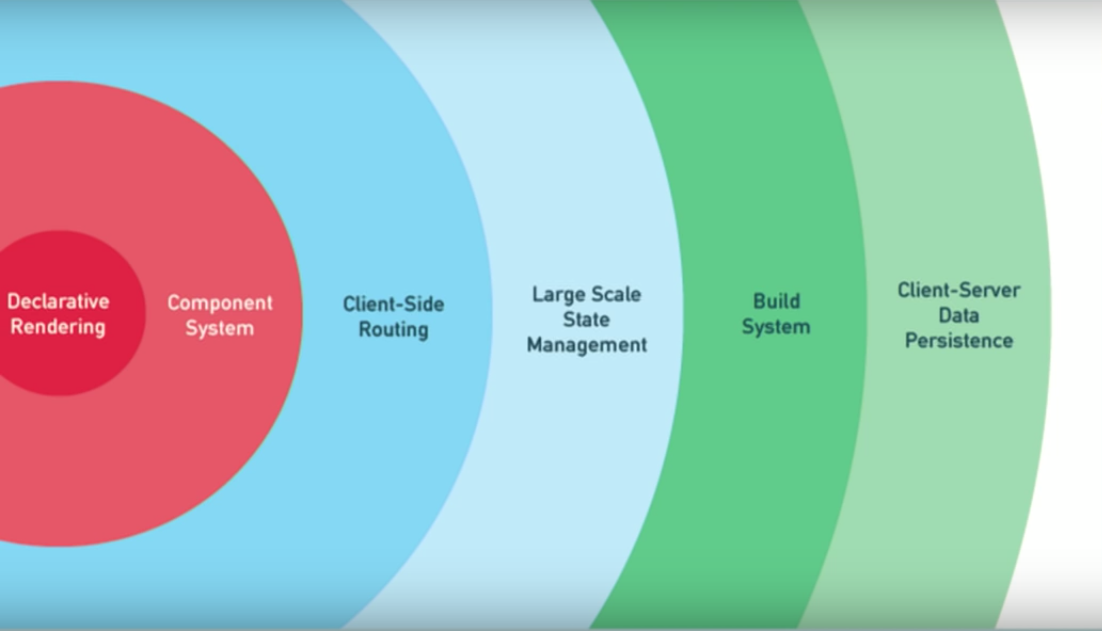 Declarative
Rendering
Component
System
Client-Side
Routing
Large Scale
State
Management
Build
System
Client-Server
Data
Persistence